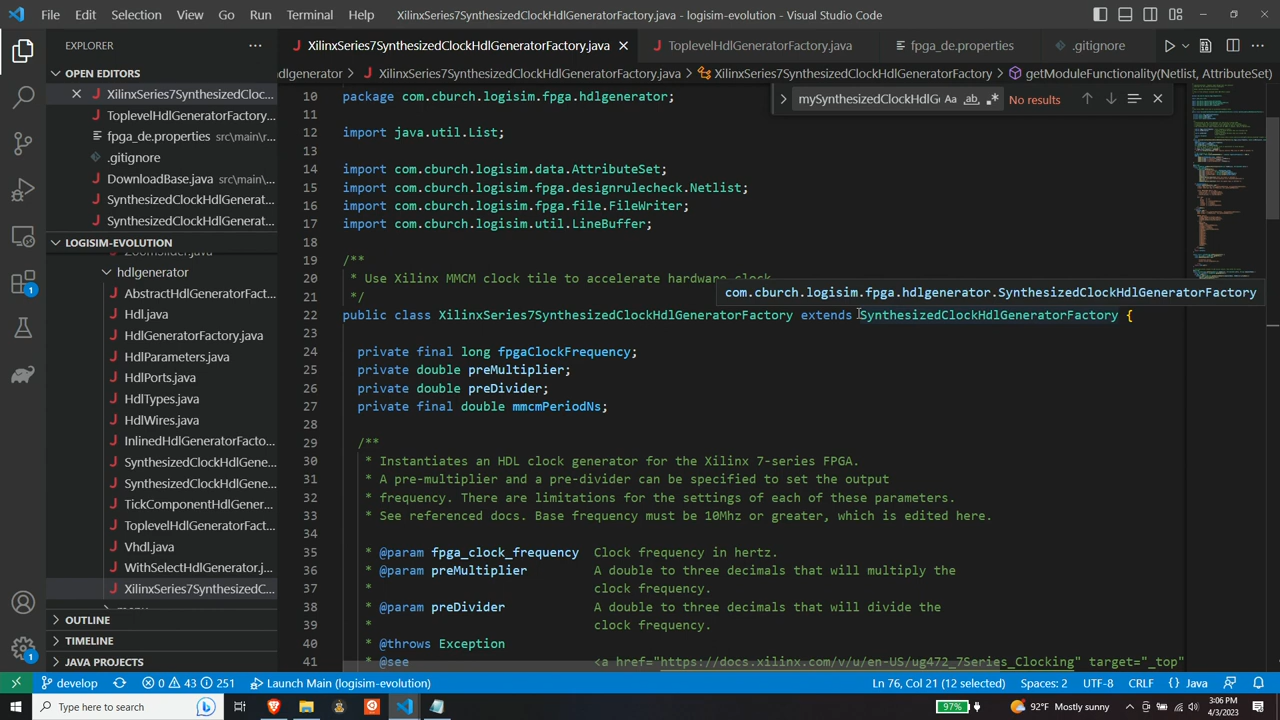 File Edit Selection View Go Run Terminal Help
XilinxSeries7SynthesizedClockHdlGeneratorFactory.java - logisim-evolution - Visual Studio Code
EXPLORER
XilinxSeries7SynthesizedClockHdlGeneratorFactory.java
ToplevelHdlGeneratorFactory.java
fpga_de.properties
.gitignore
OPEN EDITORS
XilinxSeries7SynthesizedCloc...
ToplevelHdlGeneratorFactory....
fpga_de.properties src\main\r...
.gitignore
DownloadBase.java src\main\...
SynthesizedClockHdlGenerat...
SynthesizedClockHdlGenerat...
LOGISIM-EVOLUTION
ZoomSlider.java
hdlgenerator
AbstractHdlGeneratorFact...
Hdl.java
HdlGeneratorFactory.java
HdlParameters.java
HdlPorts.java
HdlTypes.java
HdlWires.java
InlinedHdlGeneratorFacto...
SynthesizedClockHdlGene...
SynthesizedClockHdlGene...
TickComponentHdlGener...
ToplevelHdlGeneratorFact...
Vhdl.java
WithSelectHdlGenerator.j...
XilinxSeries7SynthesizedC...
OUTLINE
TIMELINE
JAVA PROJECTS
hdlgenerator > XilinxSeries7SynthesizedClockHdlGeneratorFactory.java > XilinxSeries7SynthesizedClockHdlGeneratorFactory > getModuleFunctionality(Netlist, AttributeSet)
mySynthesizedClock
ab
No results
10 package com.cburch.logisim.fpga.hdlgenerator;
11
12 import java.util.List;
13
14 import com.cburch.logisim.data.AttributeSet;
15 import com.cburch.logisim.fpga.designrulecheck.Netlist;
16 import com.cburch.logisim.fpga.file.FileWriter;
17 import com.cburch.logisim.util.LineBuffer;
18
19 /**
20 * Use Xilinx MMCM clock tile to accelerate hardware clock.
com.cburch.logisim.fpga.hdlgenerator.SynthesizedClockHdlGeneratorFactory
21 */
22 public class XilinxSeries7SynthesizedClockHdlGeneratorFactory extends SynthesizedClockHdlGeneratorFactory {
23
24 private final long fpgaClockFrequency;
25 private double preMultiplier;
26 private double preDivider;
27 private final double mmcmPeriodNs;
28
29 /**
30 * Instantiates an HDL clock generator for the Xilinx 7-series FPGA.
31 * A pre-multiplier and a pre-divider can be specified to set the output
32 * frequency. There are limitations for the settings of each of these parameters.
33 * See referenced docs. Base frequency must be 10Mhz or greater, which is edited here.
34 *
35 * @param fpga_clock_frequency Clock frequency in hertz.
36 * @param preMultiplier A double to three decimals that will multiply the
37 * clock frequency.
38 * @param preDivider A double to three decimals that will divide the
39 * clock frequency.
40 * @throws Exception
41 * @see <a href="https://docs.xilinx.com/v/u/en-US/ug472_7Series_Clocking" target="_top"
develop 0 43 251 Launch Main (logisim-evolution) Ln 76, Col 21 (12 selected) Spaces: 2 UTF-8 CRLF {} Java
Type here to search
97%
92°F Mostly sunny
3:06 PM
4/3/2023